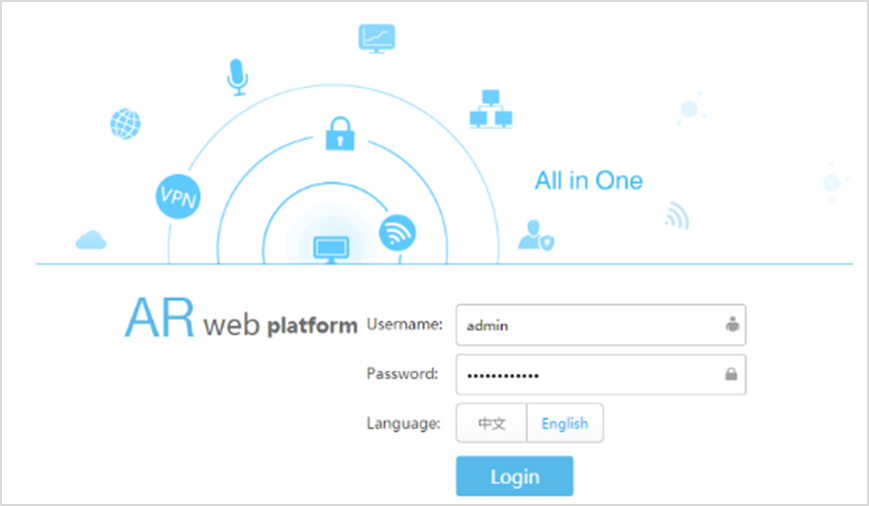 VPN
All in One
AR web platform
Username: admin
Password: ••••••••••••
Language: 中文 English
Login